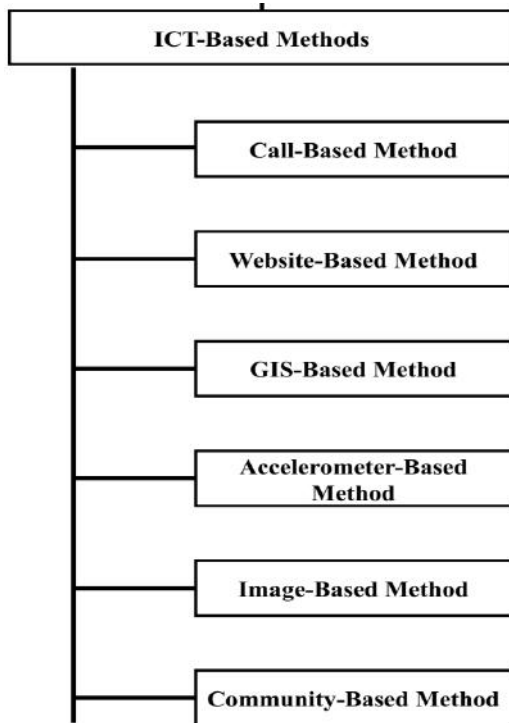 ICT-Based Methods
Call-Based Method
Website-Based Method
GIS-Based Method
Accelerometer-Based
Method
Image-Based Method
Community-Based Method